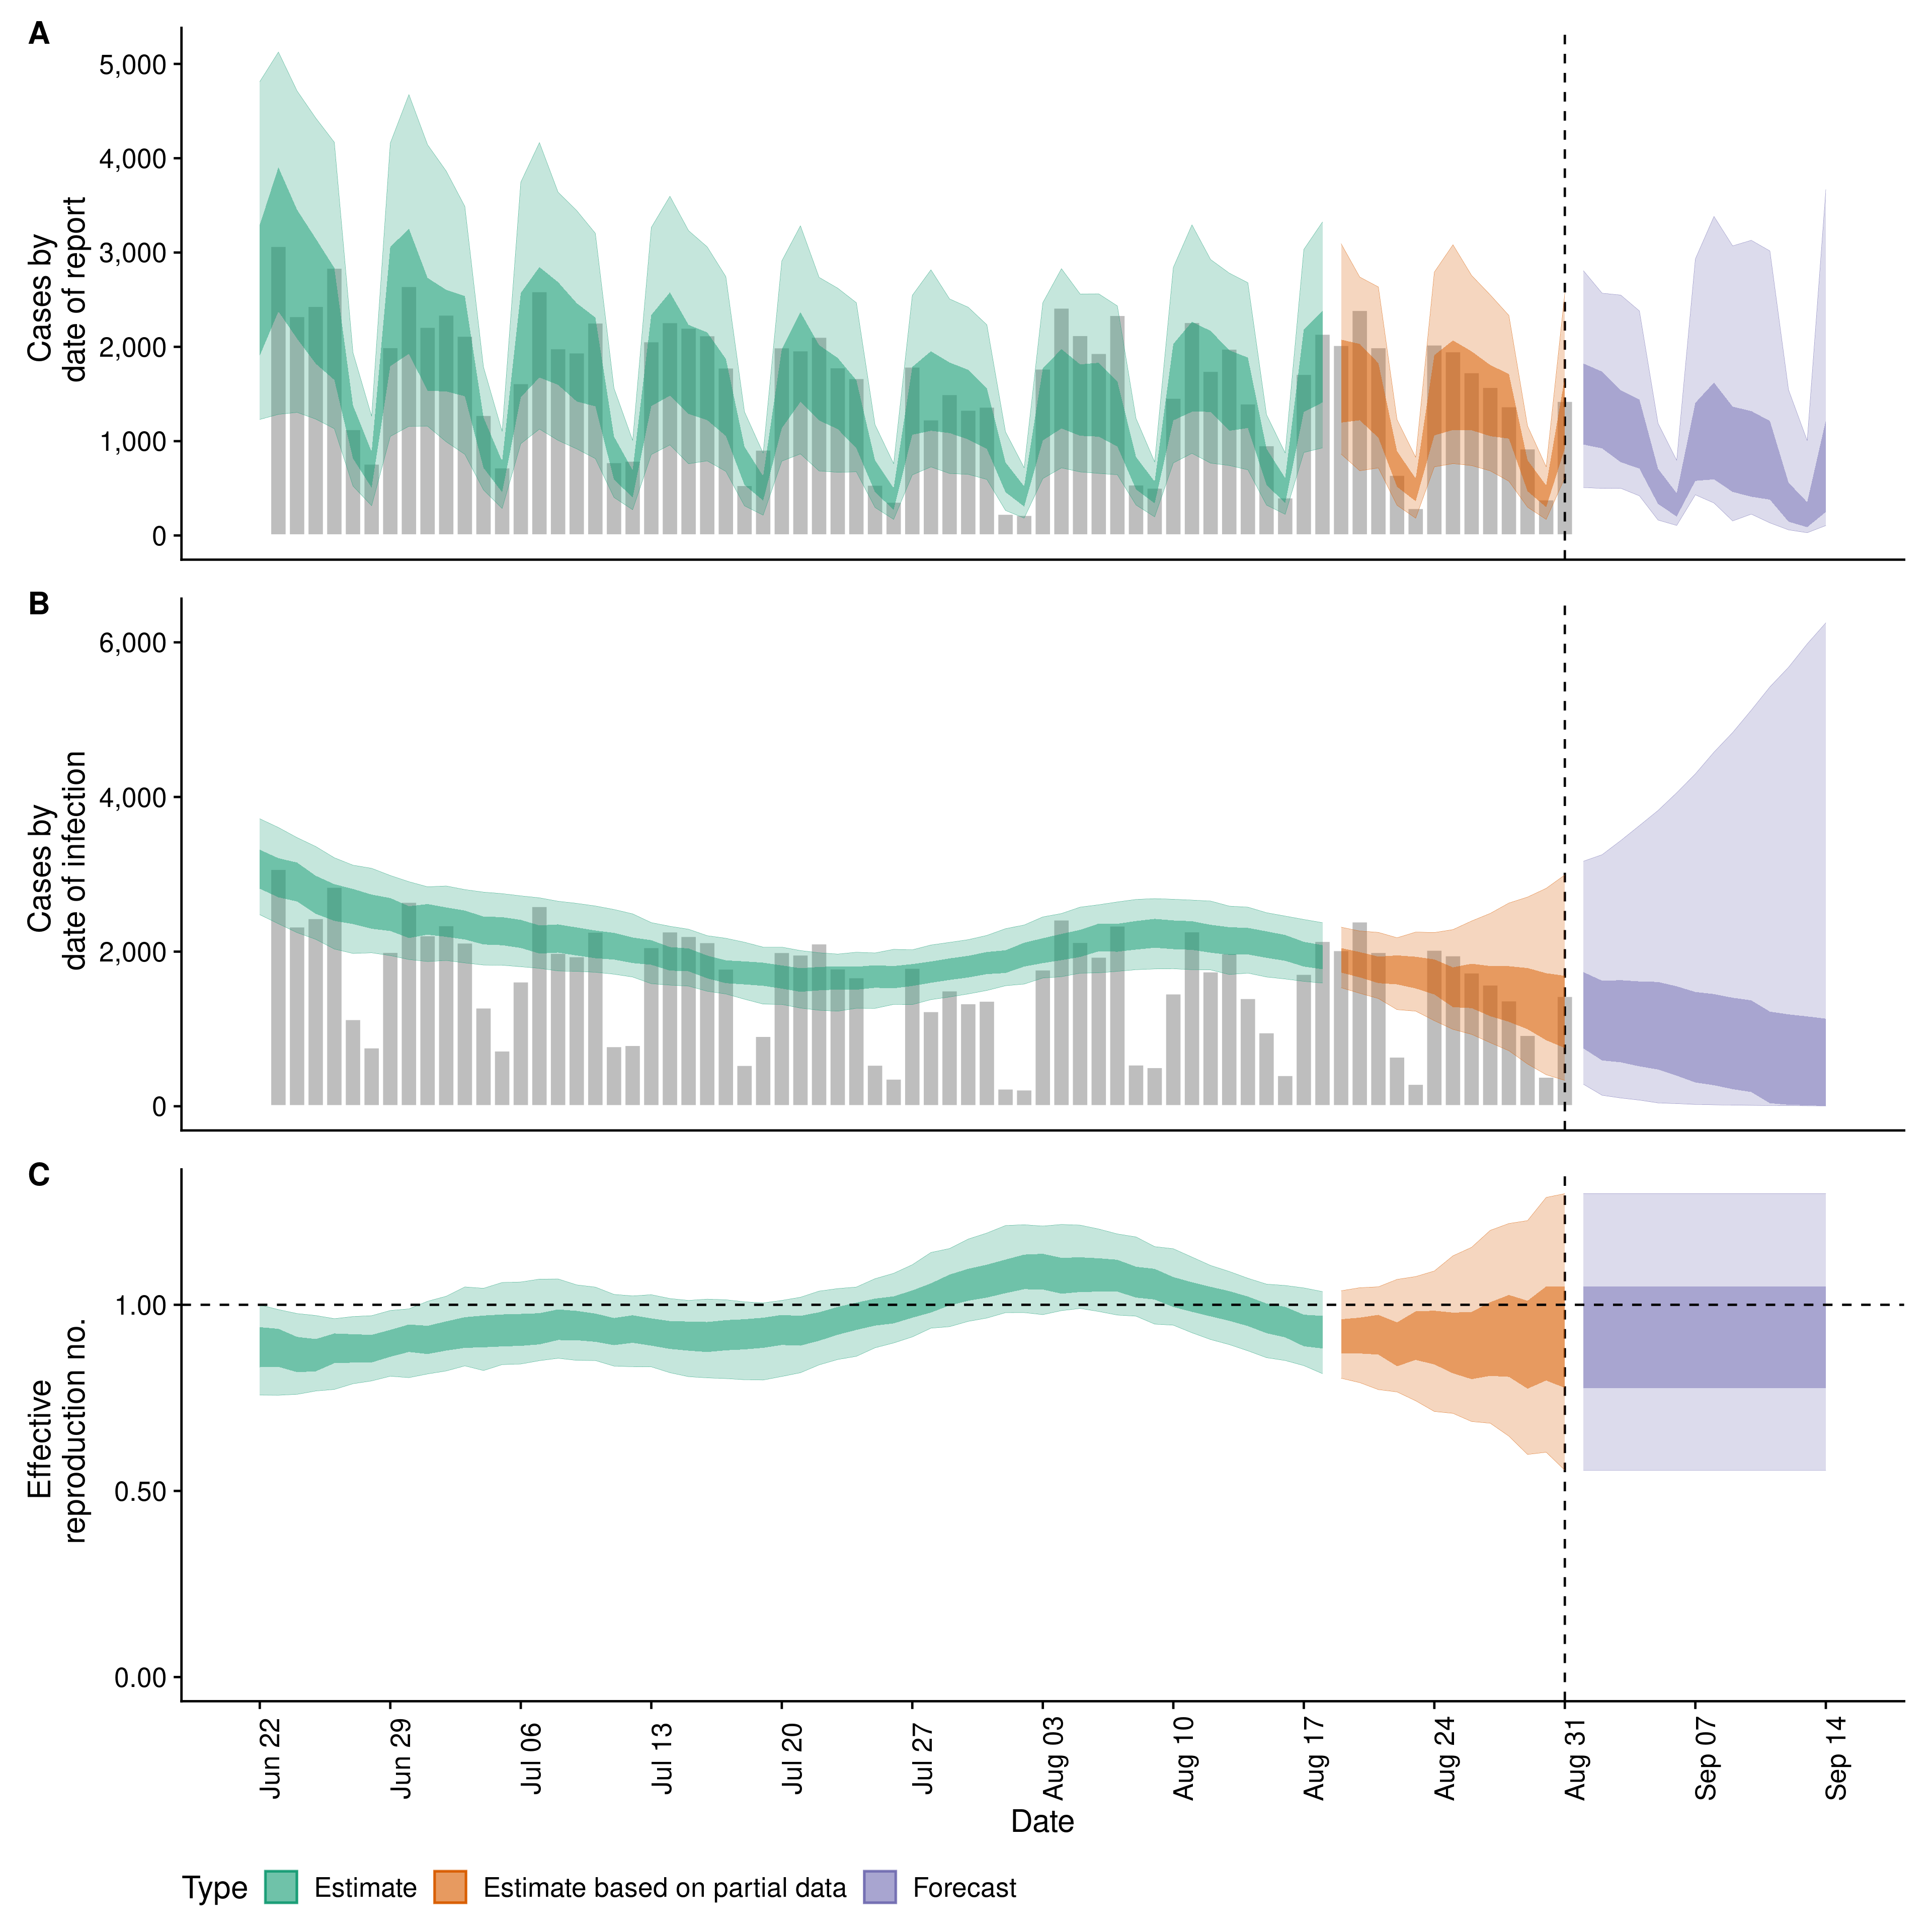 A
Cases by
date of report
5,000
4,000
3,000
2,000
1,000
0
B
Cases by
date of infection
6,000
4,000
2,000
0
C
Effective
reproduction no.
1.00
0.50
0.00
Jun 22
Jun 29
Jul 06
Jul 13
Jul 20
Jul 27
Aug 03
Aug 10
Aug 17
Aug 24
Aug 31
Sep 07
Sep 14
Date
Type Estimate Estimate based on partial data Forecast